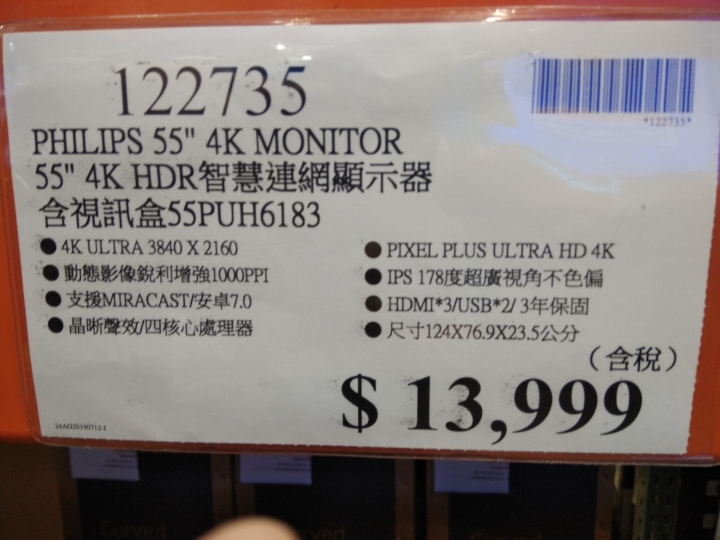 122735
*122735*
PHILIPS 55" 4K MONITOR
55" 4K HDR智慧連網顯示器
含視訊盒55PUH6183
● 4K ULTRA 3840 X 2160
● 動態影像銳利增強1000PPI
● 支援MIRACAST/安卓7.0
● 晶晰聲效/四核心處理器
● PIXEL PLUS ULTRA HD 4K
● IPS 178度超廣視角不色偏
● HDMI*3/USB*2/ 3年保固
● 尺寸124X76.9X23.5公分
（含稅）
$ 13,999
Curved